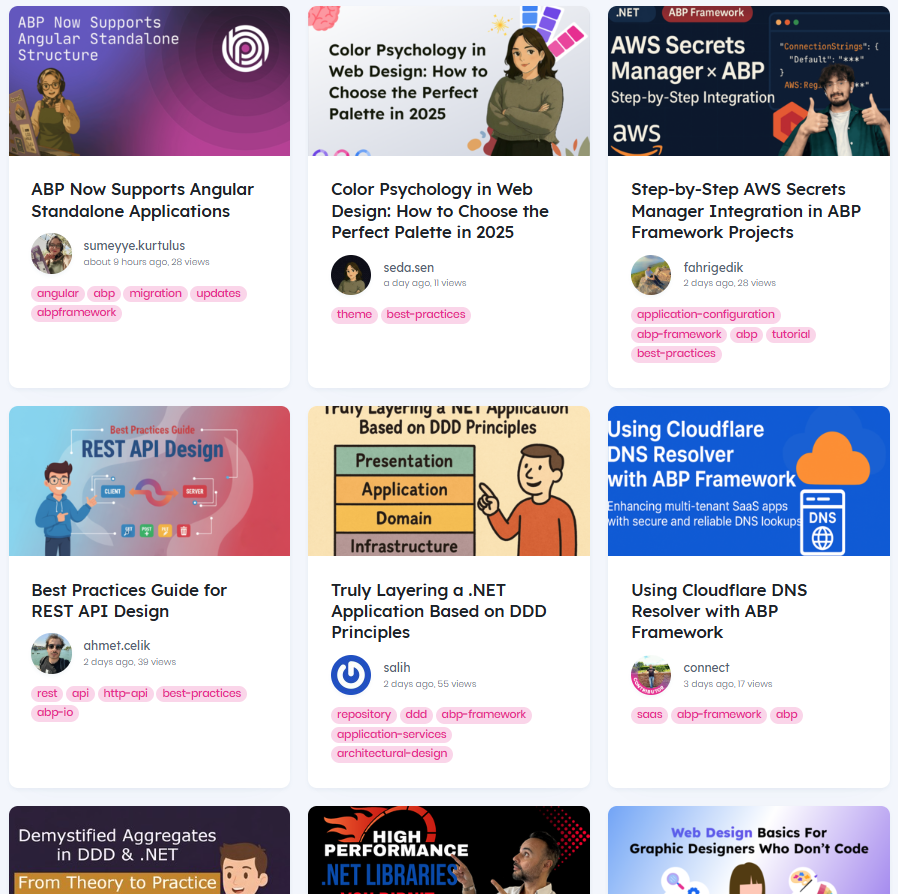 ABP Now Supports
Angular Standalone
Structure
ABP Now Supports Angular
Standalone Applications
sumeyye.kurtulus
about 9 hours ago, 28 views
angular abp migration updates
abpframework
Color Psychology in
Web Design: How to
Choose the Perfect
Palette in 2025
Color Psychology in Web
Design: How to Choose the
Perfect Palette in 2025
seda.sen
a day ago, 11 views
theme best-practices
.NET ABP Framework
AWS Secrets
Manager × ABP
Step-by-Step Integration
aws
"ConnectionStrings": {
"Default": "***"
}
AWS:Reg
Step-by-Step AWS Secrets
Manager Integration in ABP
Framework Projects
fahrigedik
2 days ago, 28 views
application-configuration
abp-framework abp tutorial
best-practices
Best Practices Guide
REST API Design
CLIENT SERVER
Best Practices Guide for
REST API Design
ahmet.celik
2 days ago, 39 views
rest api http-api best-practices
abp-io
Truly Layering a NET Application
Based on DDD Principles
Presentation
Application
Domain
Infrastructure
Truly Layering a .NET
Application Based on DDD
Principles
salih
2 days ago, 55 views
repository ddd abp-framework
application-services
architectural-design
Using Cloudflare
DNS Resolver
with ABP Framework
Enhancing multi-tenant SaaS apps
with secure and reliable DNS lookups
DNS
Using Cloudflare DNS
Resolver with ABP
Framework
CONTRIBUTOR
connect
3 days ago, 17 views
saas abp-framework abp
Demystified Aggregates
in DDD & .NET
From Theory to Practice
HIGH
PERFORMANCE
.NET LIBRARIES
Web Design Basics For
Graphic Designers Who Don't Code